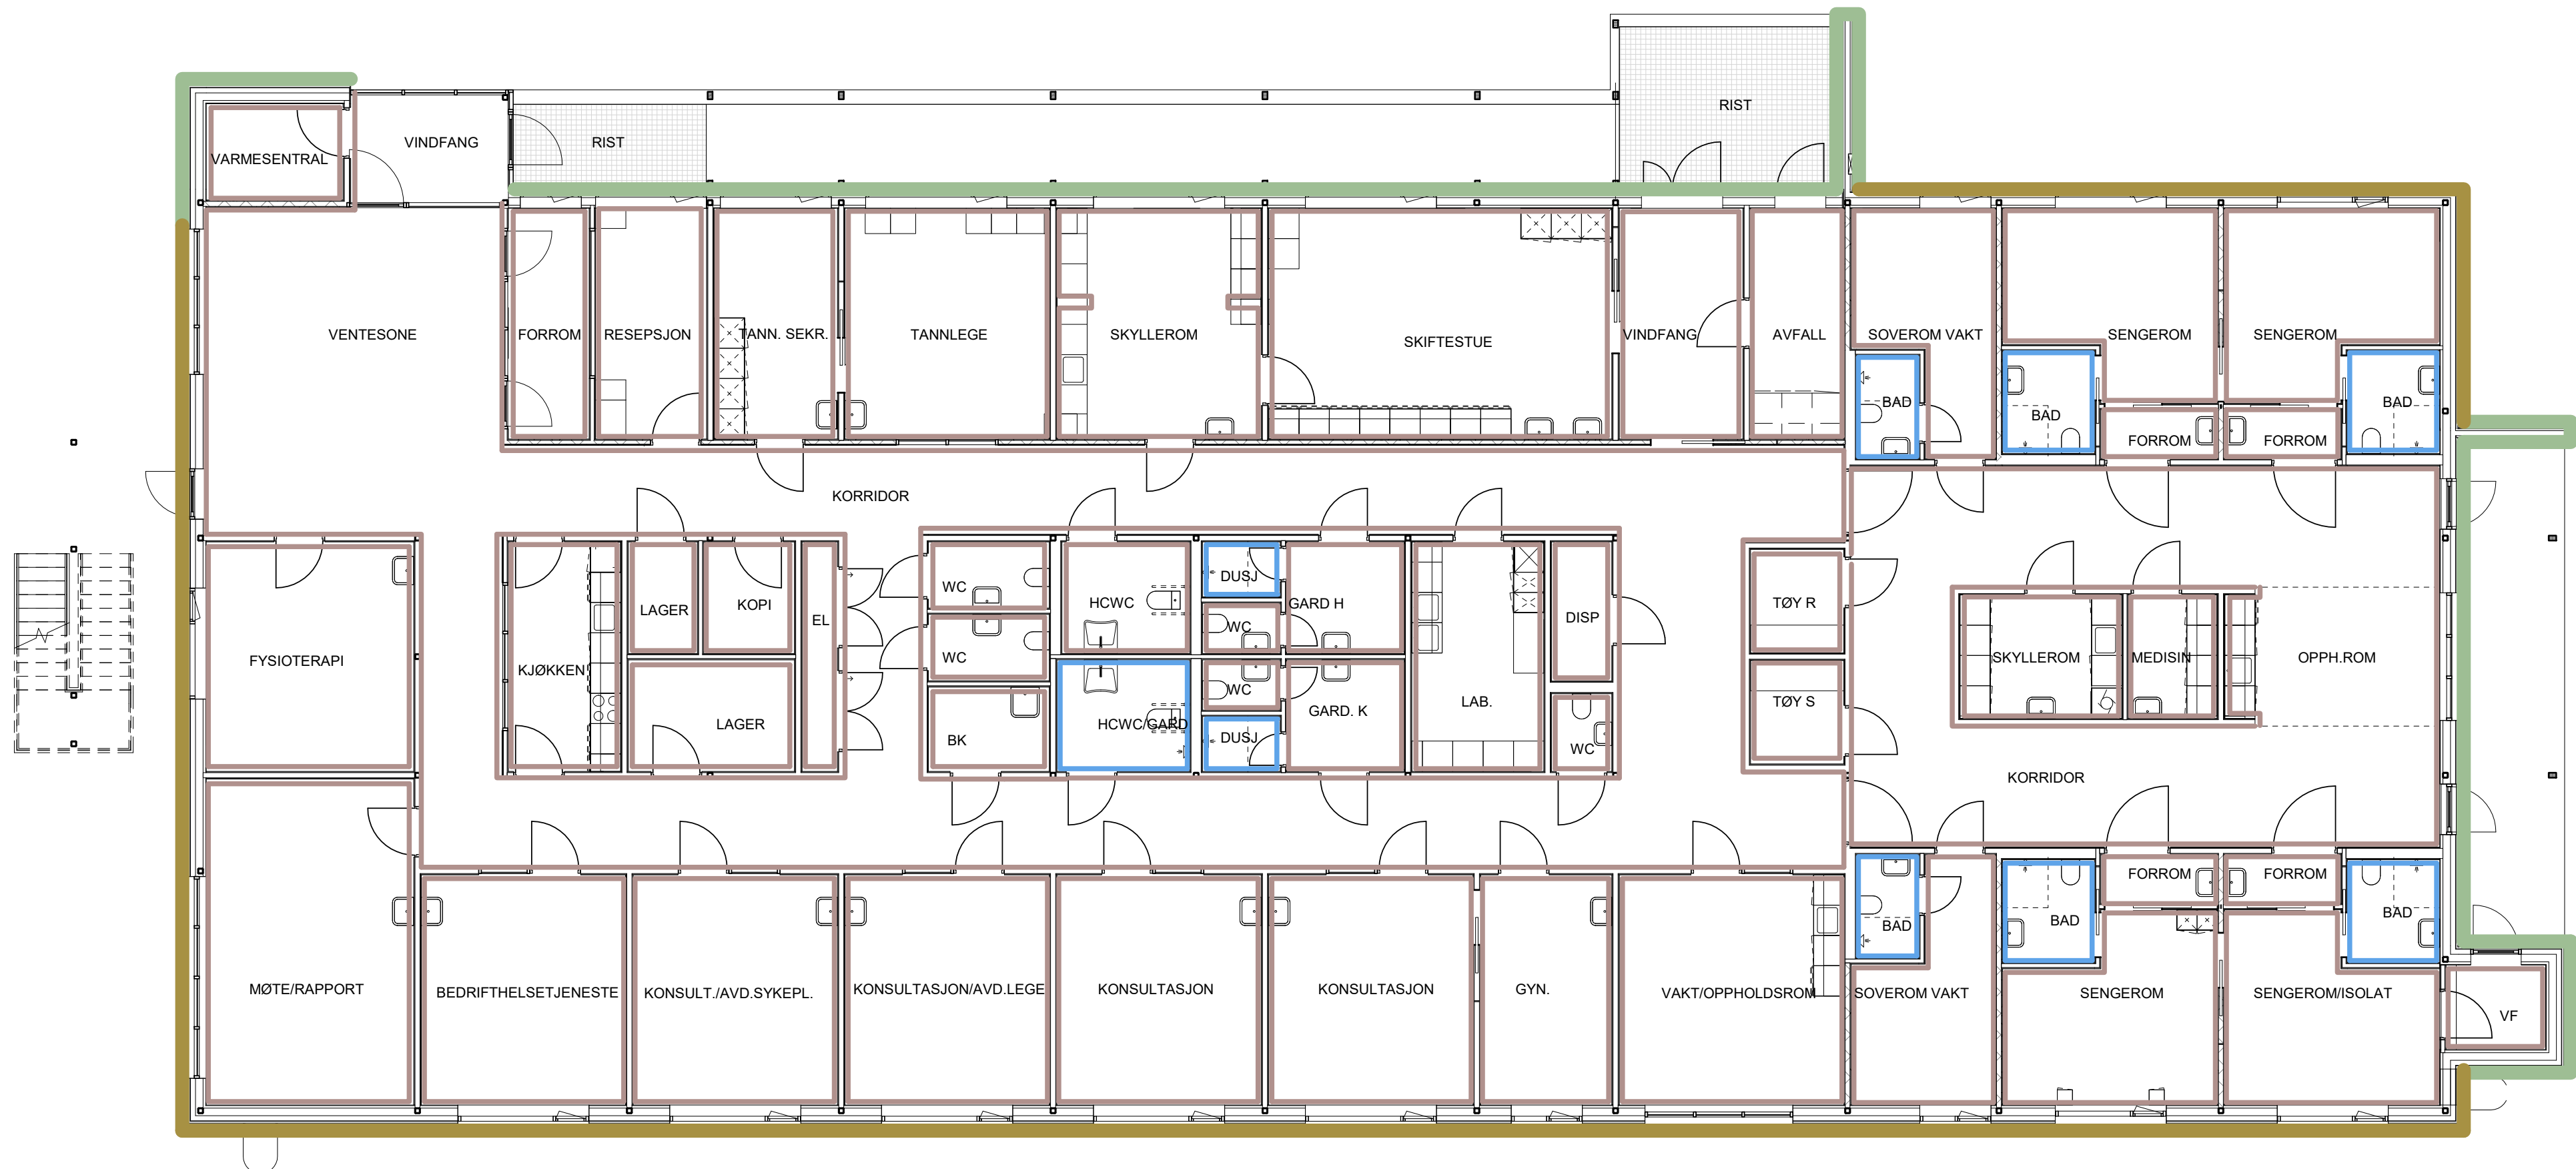 RIST
VARMESENTRAL
VINDFANG
RIST
VENTESONE
FORROM
RESEPSJON
TANN. SEKR.
TANNLEGE
SKYLLEROM
SKIFTESTUE
VINDFANG
AVFALL
SOVEROM VAKT
SENGEROM
SENGEROM
BAD
BAD
BAD
FORROM
FORROM
KORRIDOR
WC
HCWC
DUSJ
GARD H
LAGER
KOPI
EL
WC
DISP
TØY R
FYSIOTERAPI
KJØKKEN
WC
SKYLLEROM
MEDISIN
OPPH.ROM
WC
LAGER
BK
HCWC/GARD
DUSJ
GARD. K
LAB.
WC
TØY S
KORRIDOR
FORROM
FORROM
BAD
BAD
BAD
MØTE/RAPPORT
BEDRIFTHELSETJENESTE
KONSULT./AVD.SYKEPL.
KONSULTASJON/AVD.LEGE
KONSULTASJON
KONSULTASJON
GYN.
VAKT/OPPHOLDSROM
SOVEROM VAKT
SENGEROM
SENGEROM/ISOLAT
VF